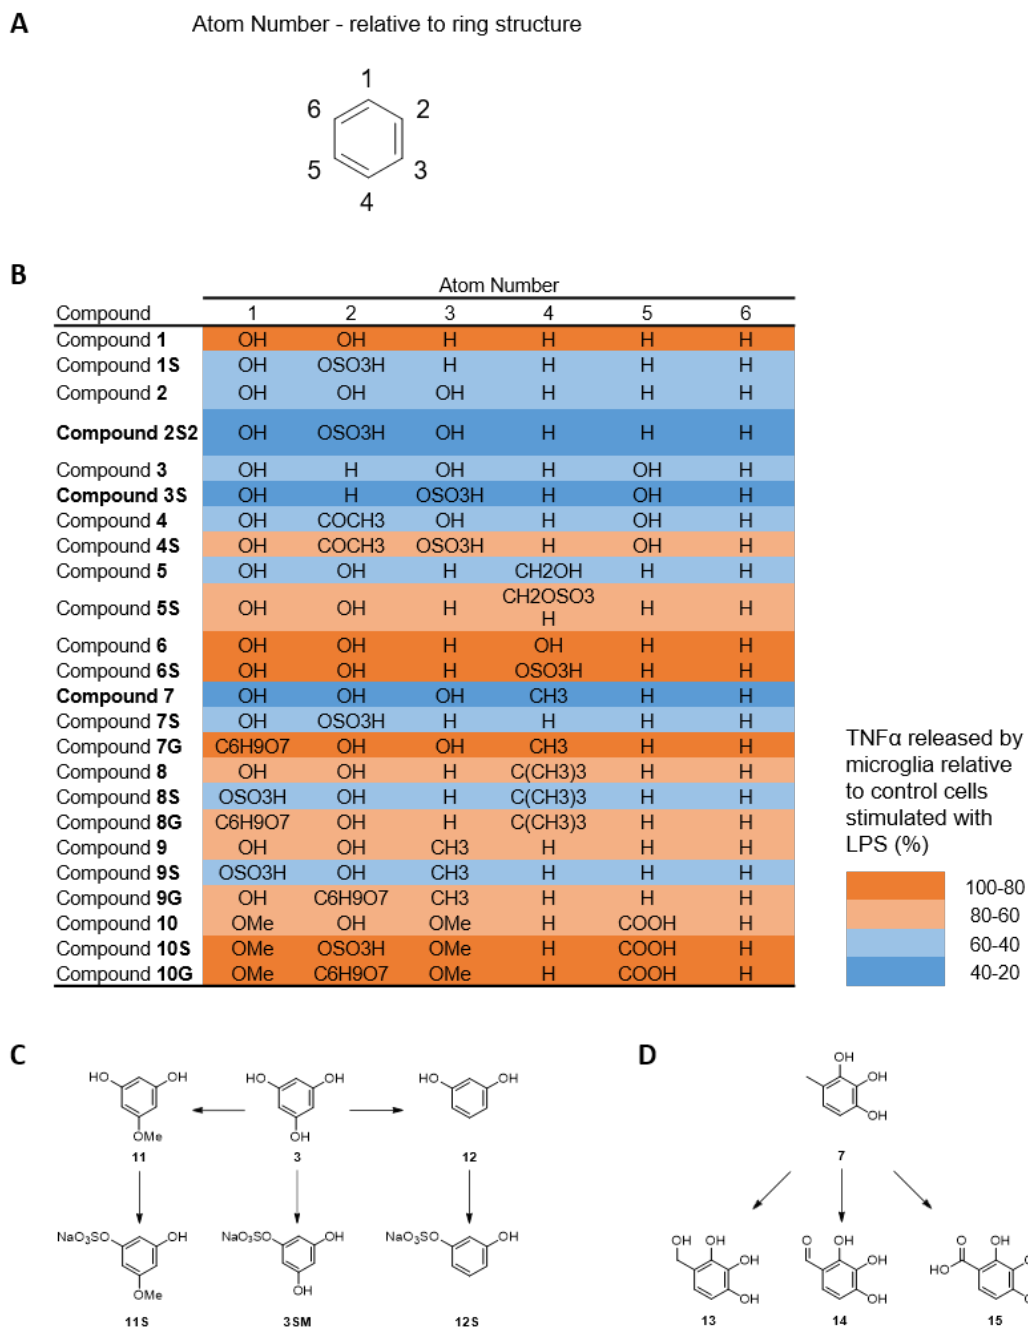 A
Atom Number - relative to ring structure
1
6 2
5 3
4
B
Atom Number
Compound 1 2 3 4 5 6
Compound 1 OH OH H H H H
Compound 1S OH OSO3H H H H H
Compound 2 OH OH OH H H H
Compound 2S2 OH OSO3H OH H H H
Compound 3 OH H OH H OH H
Compound 3S OH H OSO3H H OH H
Compound 4 OH COCH3 OH H OH H
Compound 4S OH COCH3 OSO3H H OH H
Compound 5 OH OH H CH2OH H H
Compound 5S OH OH H CH2OSO3
H H H
Compound 6 OH OH H OH H H
Compound 6S OH OH H OSO3H H H
Compound 7 OH OH OH CH3 H H
Compound 7S OH OSO3H H H H H
Compound 7G C6H9O7 OH OH CH3 H H
Compound 8 OH OH H C(CH3)3 H H
Compound 8S OSO3H OH H C(CH3)3 H H
Compound 8G C6H9O7 OH H C(CH3)3 H H
Compound 9 OH OH CH3 H H H
Compound 9S OSO3H OH CH3 H H H
Compound 9G OH C6H9O7 CH3 H H H
Compound 10 OMe OH OMe H COOH H
Compound 10S OMe OSO3H OMe H COOH H
Compound 10G OMe C6H9O7 OMe H COOH H
TNFα released by
microglia relative
to control cells
stimulated with
LPS (%)
100-80
80-60
60-40
40-20
C
HO OH HO OH HO OH
OMe OH
11 3 12
NaO₃SO OH NaO₃SO OH NaO₃SO OH
OMe OH
11S 3SM 12S
D
OH
OH
OH
7
OH OH OH OH
13
O OH OH OH
14
O OH
HO
15